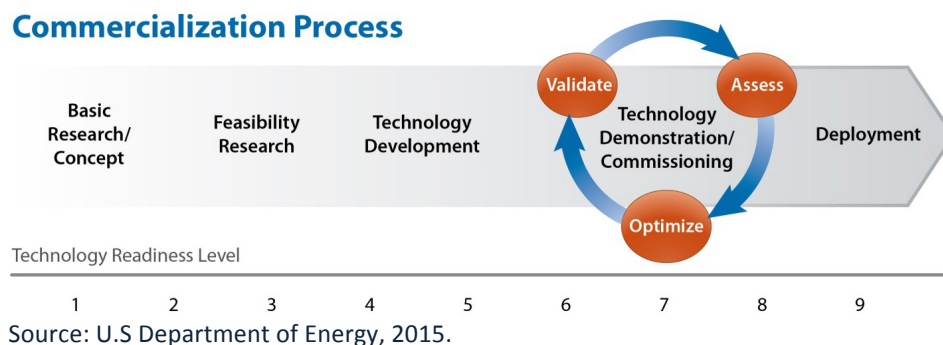 Commercialization Process
Basic
Research/
Concept
Feasibility
Research
Technology
Development
Validate
Assess
Technology
Demonstration/
Commissioning
Optimize
Deployment
Technology Readiness Level
1 2 3 4 5 6 7 8 9
Source: U.S Department of Energy, 2015.